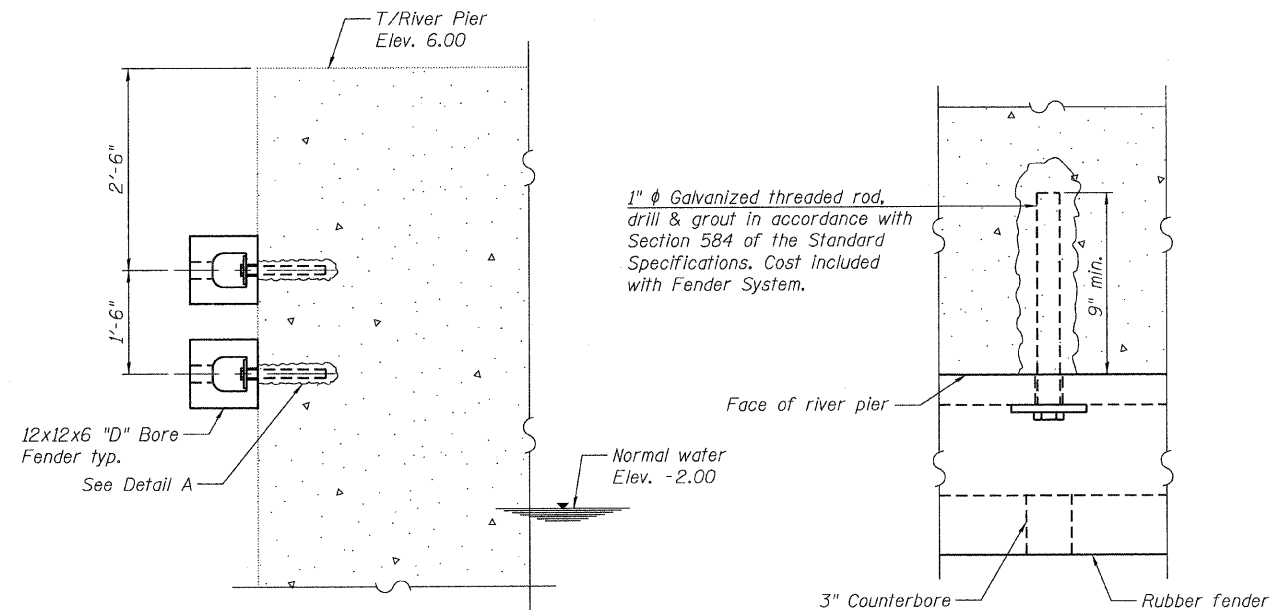 T/River Pier
Elev. 6.00
2'-6"
1'-6"
12x12x6 "D" Bore
Fender typ.
See Detail A
Normal water
Elev. -2.00
1" ϕ Galvanized threaded rod,
drill & grout in accordance with
Section 584 of the Standard
Specifications. Cost included
with Fender System.
9" min.
Face of river pier
3" Counterbore
Rubber fender